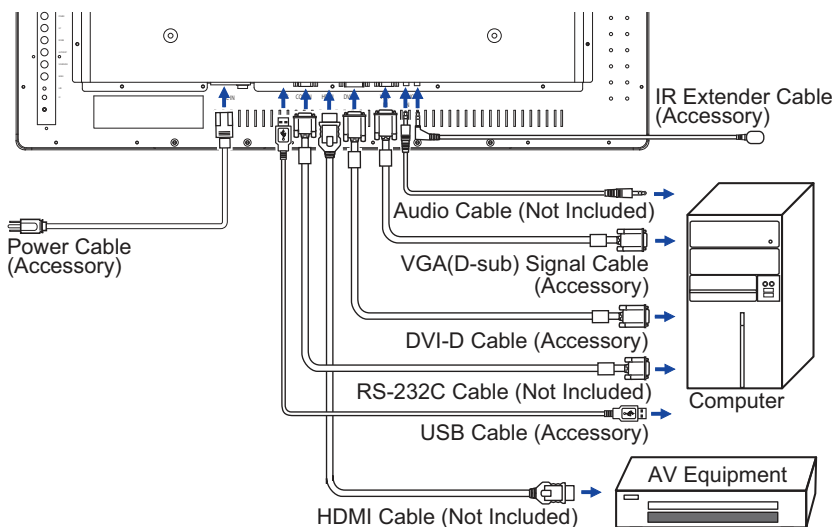 IR Extender Cable
(Accessory)
Audio Cable (Not Included)
Power Cable
(Accessory)
VGA(D-sub) Signal Cable
(Accessory)
DVI-D Cable (Accessory)
RS-232C Cable (Not Included)
Computer
USB Cable (Accessory)
AV Equipment
HDMI Cable (Not Included)